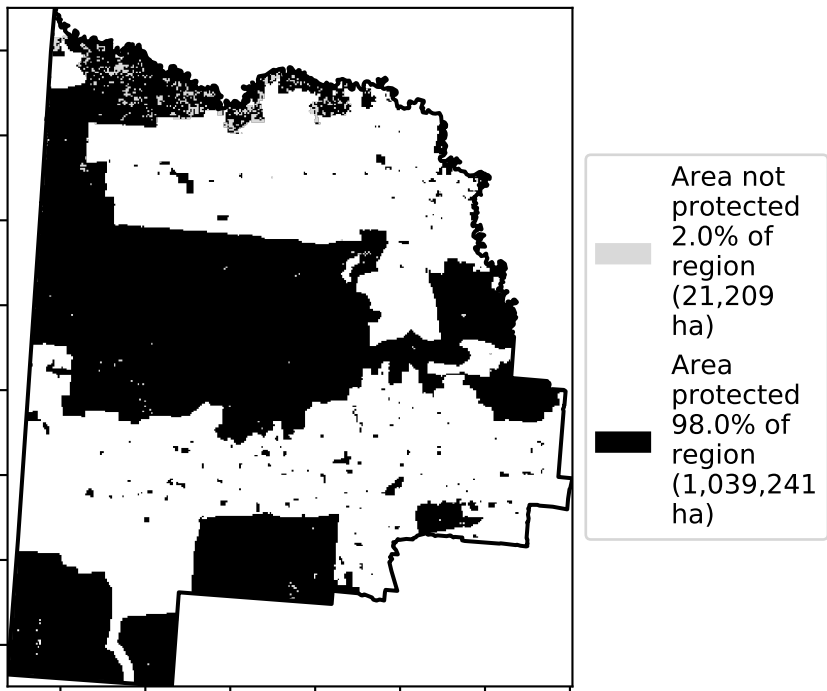 Area not
protected
2.0% of
region
(21,209
ha)
Area
protected
98.0% of
region
(1,039,241
ha)